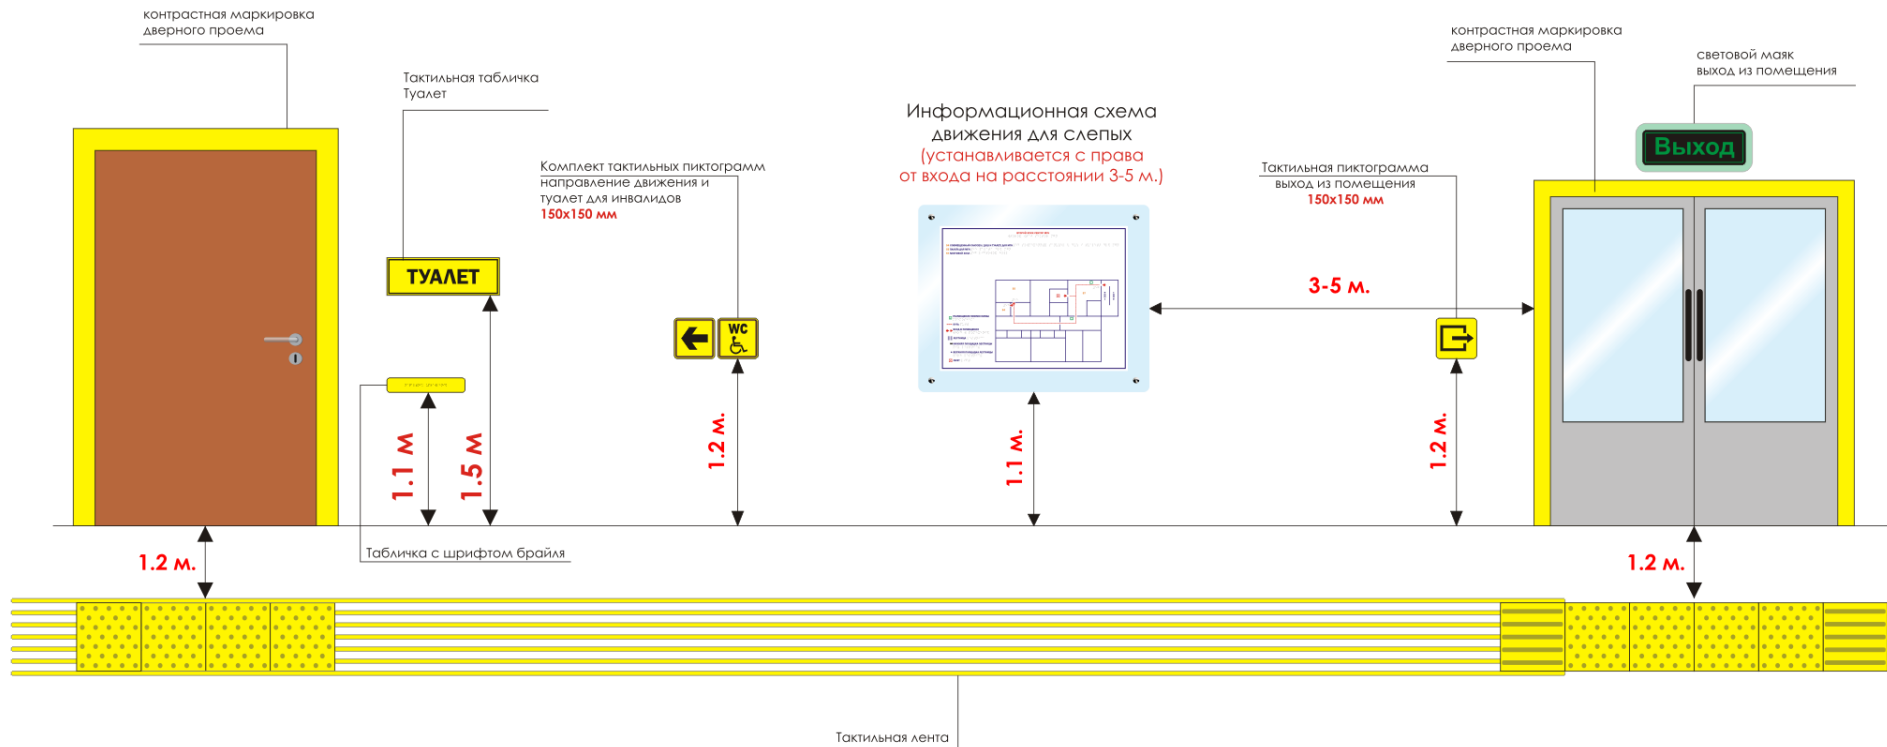 контрастная маркировка
дверного проема
Тактильная табличка
Туалет
ТУАЛЕТ
Комплект тактильных пиктограмм
направление движения и
туалет для инвалидов
150х150 мм
WC
Информационная схема
движения для слепых
(устанавливается с права
от входа на расстоянии 3-5 м.)
Тактильная пиктограмма
выход из помещения
150х150 мм
контрастная маркировка
дверного проема
световой маяк
выход из помещения
Выход
3-5 м.
1.1 м
1.5 м
1.2 м.
1.1 м.
1.2 м.
Табличка с шрифтом брайля
1.2 м.
1.2 м.
Тактильная лента